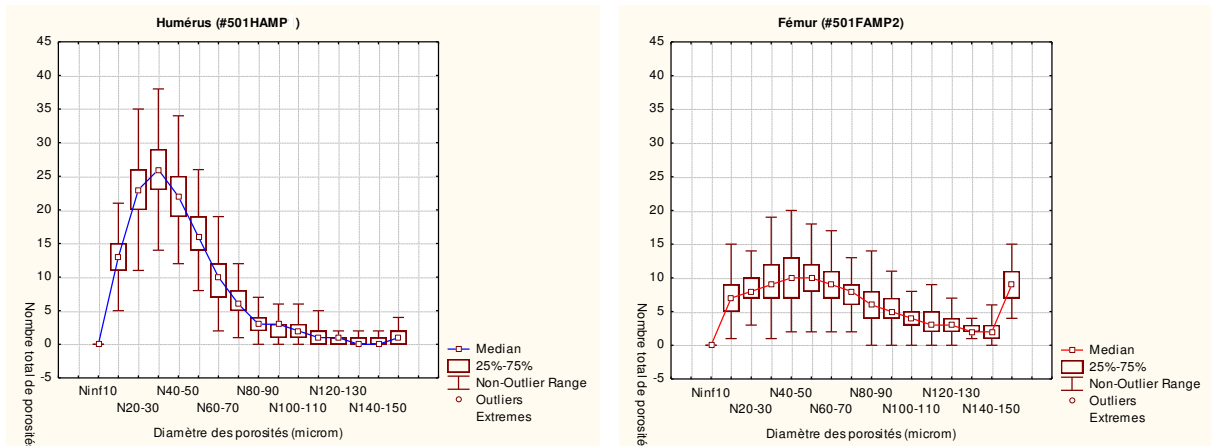 Humérus (#501HAMP )
45
40
35
30
25
20
15
10
5
0
-5
Nombre total de porosité
Ninf10
N40-50
N80-90
N120-130
N20-30
N60-70
N100-110
N140-150
Diamètre des porosités (microm)
Median
25%-75%
Non-Outlier Range
Outliers
Extremes
Fémur (#501FAMP2)
45
40
35
30
25
20
15
10
5
0
-5
Nombre total de porosité
Ninf10
N40-50
N80-90
N120-130
N20-30
N60-70
N100-110
N140-150
Diamètre des porosités (microm)
Median
25%-75%
Non-Outlier Range
Outliers
Extremes